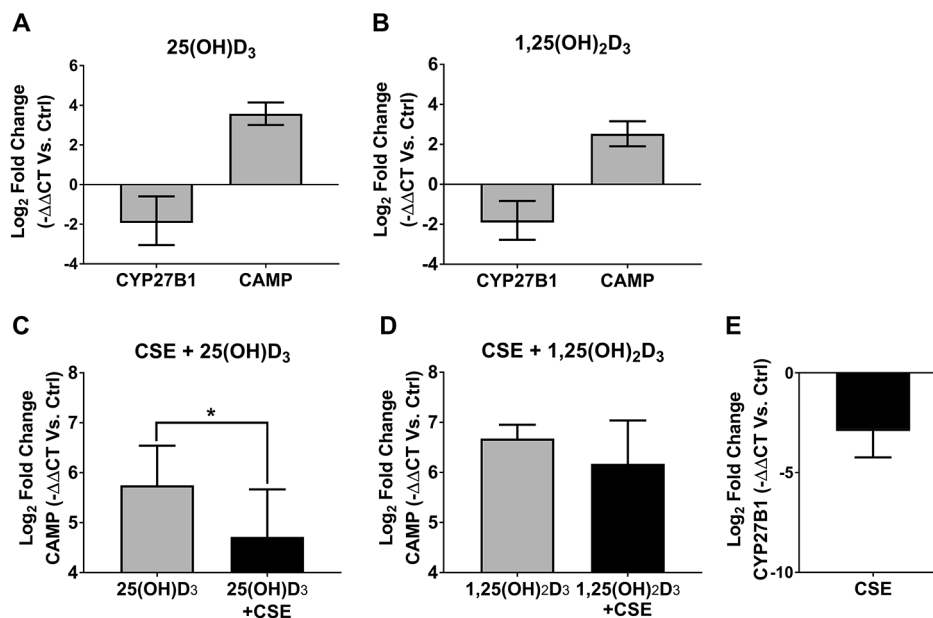 A
25(OH)D₃
Log₂ Fold Change
(-ΔΔCT Vs. Ctrl)
6
4
2
0
-2
-4
CYP27B1 CAMP
B
1,25(OH)₂D₃
Log₂ Fold Change
(-ΔΔCT Vs. Ctrl)
6
4
2
0
-2
-4
CYP27B1 CAMP
C
CSE + 25(OH)D₃
Log₂ Fold Change
CAMP (-ΔΔCT Vs. Ctrl)
8
7
6
5
4
*
25(OH)D₃ 25(OH)D₃
+CSE
D
CSE + 1,25(OH)₂D₃
Log₂ Fold Change
CAMP (-ΔΔCT Vs. Ctrl)
8
7
6
5
4
1,25(OH)₂D₃ 1,25(OH)₂D₃
+CSE
E
Log₂ Fold Change
CYP27B1 (-ΔΔCT Vs. Ctrl)
0
-5
-10
CSE